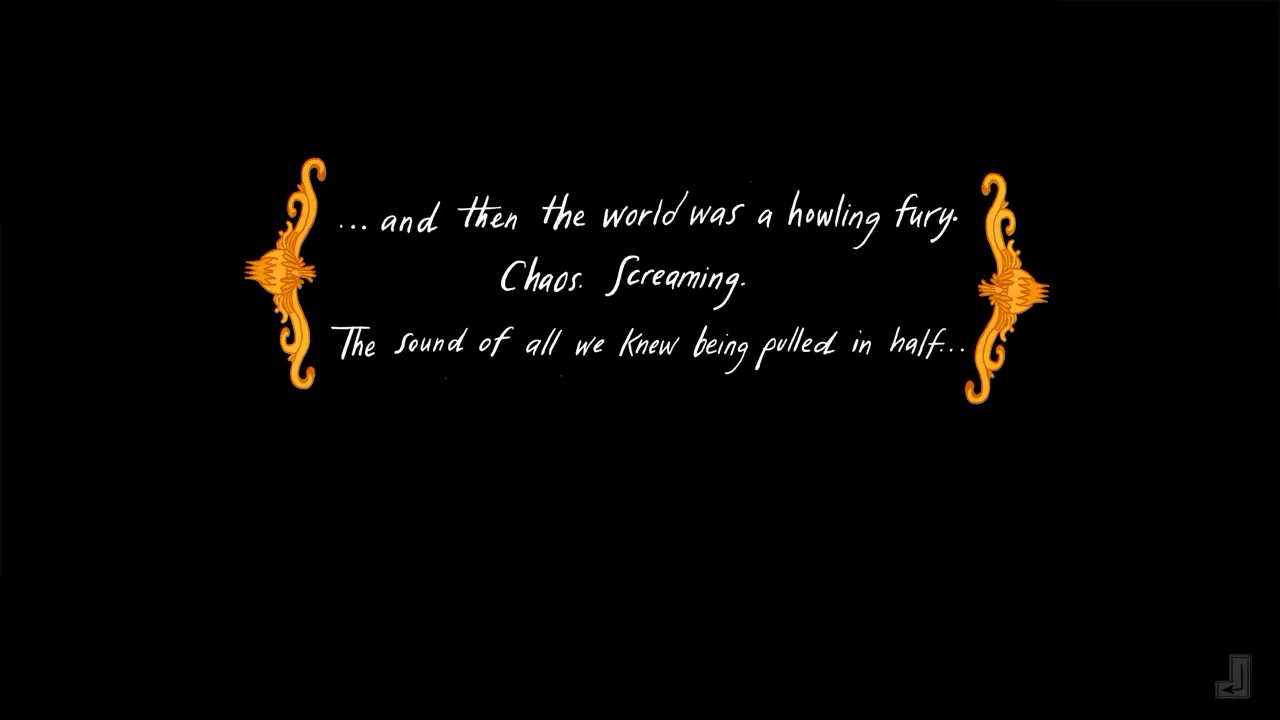 ...and then the world was a howling fury.
Chaos. Screaming.
The sound of all we knew being pulled in half...